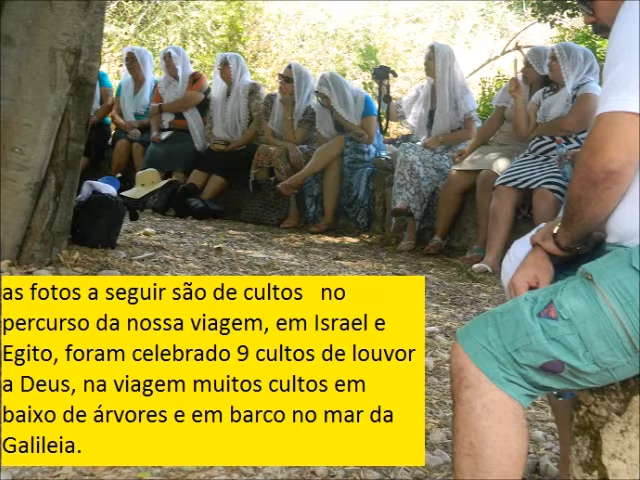 as fotos a seguir são de cultos no
percurso da nossa viagem, em Israel e
Egito, foram celebrado 9 cultos de louvor
a Deus, na viagem muitos cultos em
baixo de árvores e em barco no mar da
Galileia.